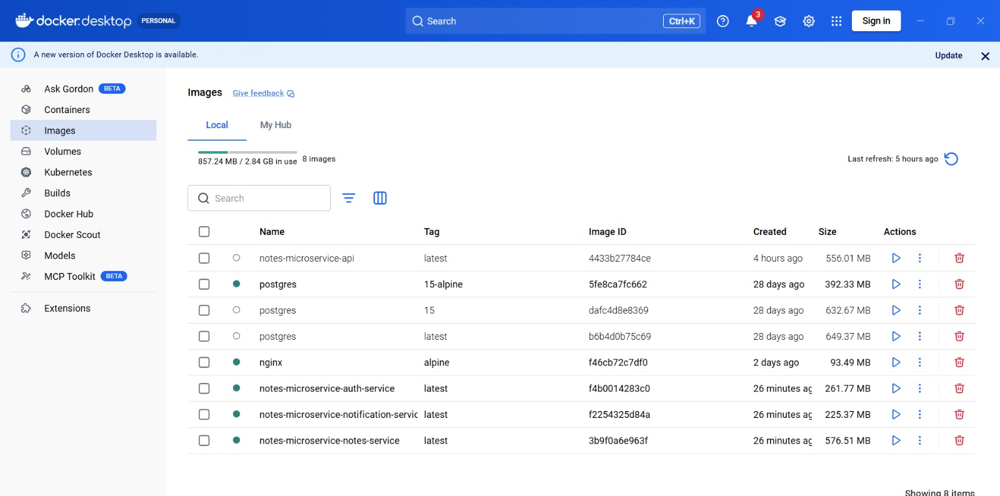 docker.desktop PERSONAL Search Ctrl+K 3 Sign in
A new version of Docker Desktop is available. Update
Ask Gordon BETA
Containers
Images
Volumes
Kubernetes
Builds
Docker Hub
Docker Scout
Models
MCP Toolkit BETA
Extensions
Images Give feedback
Local My Hub
857.24 MB / 2.84 GB in use 8 images Last refresh: 5 hours ago
Search
Name Tag Image ID Created Size Actions
notes-microservice-api latest 4433b27784ce 4 hours ago 556.01 MB
postgres 15-alpine 5fe8ca7fc662 28 days ago 392.33 MB
postgres 15 dafc4d8e8369 28 days ago 632.67 MB
postgres latest b6b4d0b75c69 28 days ago 649.37 MB
nginx alpine f46cb72c7df0 2 days ago 93.49 MB
notes-microservice-auth-service latest f4b0014283c0 26 minutes ag 261.77 MB
notes-microservice-notification-servic latest f2254325d84a 26 minutes ag 225.37 MB
notes-microservice-notes-service latest 3b9f0a6e963f 26 minutes ag 576.51 MB
Showing 8 items